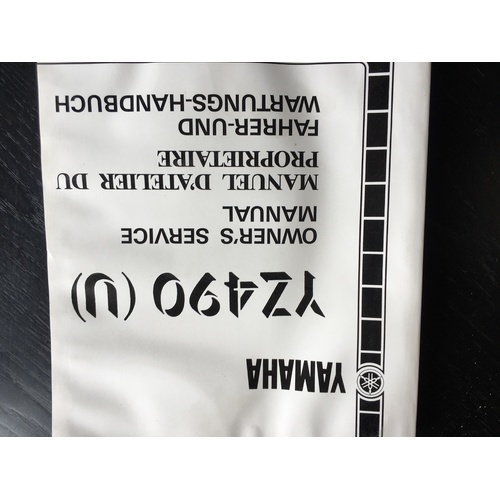 YAMAHA
YZ490 (U)
OWNER'S SERVICE
MANUAL
MANUEL D'ATELIER DU
PROPRIETAIRE
FAHRER-UND
WARTUNGS-HANDBUCH